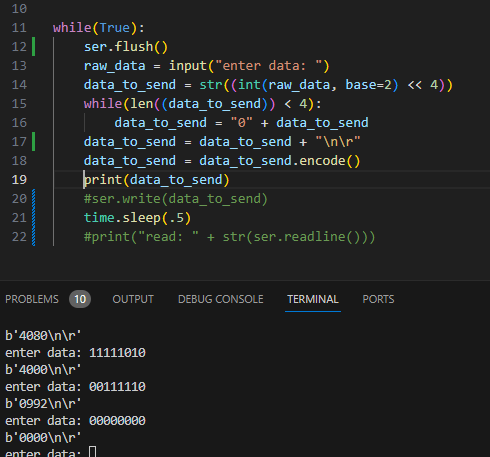 10
11 while(True):
12 ser.flush()
13 raw_data = input("enter data: ")
14 data_to_send = str((int(raw_data, base=2) << 4))
15 while(len((data_to_send)) < 4):
16 data_to_send = "0" + data_to_send
17 data_to_send = data_to_send + "\n\r"
18 data_to_send = data_to_send.encode()
19 print(data_to_send)
20 #ser.write(data_to_send)
21 time.sleep(.5)
22 #print("read: " + str(ser.readline()))
PROBLEMS 10 OUTPUT DEBUG CONSOLE TERMINAL PORTS
b'4080\n\r'
enter data: 11111010
b'4000\n\r'
enter data: 00111110
b'0992\n\r'
enter data: 00000000
b'0000\n\r'
enter data: